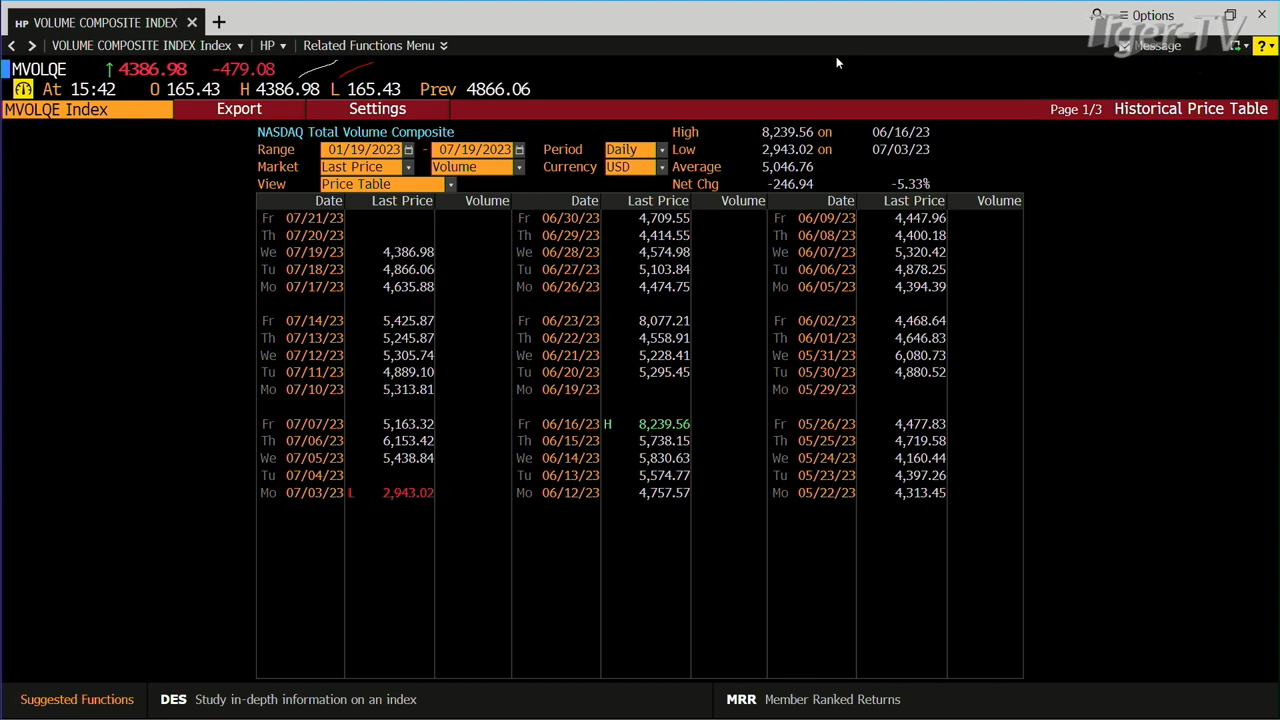 HP VOLUME COMPOSITE INDEX
Options
VOLUME COMPOSITE INDEX Index HP Related Functions Menu
Message
Tiger-TV
MVOLQE 4386.98 -479.08
At 15:42 O 165.43 H 4386.98 L 165.43 Prev 4866.06
MVOLQE Index Export Settings Page 1/3 Historical Price Table
NASDAQ Total Volume Composite High 8,239.56 on 06/16/23
Range 01/19/2023 - 07/19/2023 Period Daily Low 2,943.02 on 07/03/23
Market Last Price Volume Currency USD Average 5,046.76
View Price Table Net Chg -246.94 -5.33%
Date Last Price Volume Date Last Price Volume Date Last Price Volume
Fr 07/21/23 Fr 06/30/23 4,709.55 Fr 06/09/23 4,447.96
Th 07/20/23 Th 06/29/23 4,414.55 Th 06/08/23 4,400.18
We 07/19/23 4,386.98 We 06/28/23 4,574.98 We 06/07/23 5,320.42
Tu 07/18/23 4,866.06 Tu 06/27/23 5,103.84 Tu 06/06/23 4,878.25
Mo 07/17/23 4,635.88 Mo 06/26/23 4,474.75 Mo 06/05/23 4,394.39
Fr 07/14/23 5,425.87 Fr 06/23/23 8,077.21 Fr 06/02/23 4,468.64
Th 07/13/23 5,245.87 Th 06/22/23 4,558.91 Th 06/01/23 4,646.83
We 07/12/23 5,305.74 We 06/21/23 5,228.41 We 05/31/23 6,080.73
Tu 07/11/23 4,889.10 Tu 06/20/23 5,295.45 Tu 05/30/23 4,880.52
Mo 07/10/23 5,313.81 Mo 06/19/23 Mo 05/29/23
Fr 07/07/23 5,163.32 Fr 06/16/23 H 8,239.56 Fr 05/26/23 4,477.83
Th 07/06/23 6,153.42 Th 06/15/23 5,738.15 Th 05/25/23 4,719.58
We 07/05/23 5,438.84 We 06/14/23 5,830.63 We 05/24/23 4,160.44
Tu 07/04/23 Tu 06/13/23 5,574.77 Tu 05/23/23 4,397.26
Mo 07/03/23 L 2,943.02 Mo 06/12/23 4,757.57 Mo 05/22/23 4,313.45
Suggested Functions DES Study in-depth information on an index MRR Member Ranked Returns